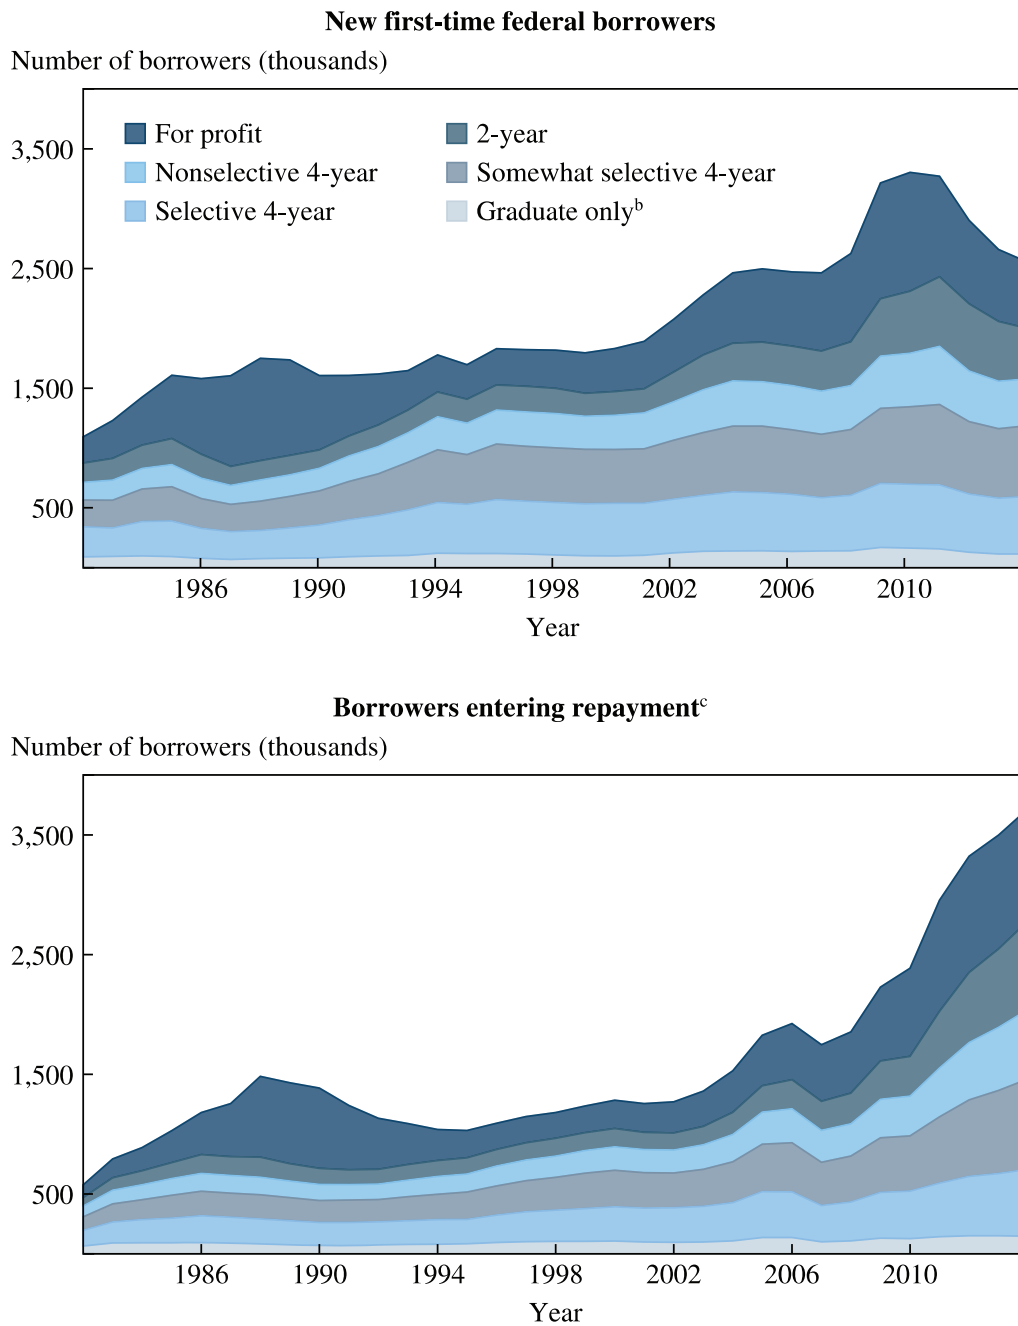 New first-time federal borrowers
Number of borrowers (thousands)
For profit
2-year
Nonselective 4-year
Somewhat selective 4-year
Selective 4-year
Graduate onlyb
3,500
2,500
1,500
500
1986 1990 1994 1998 2002 2006 2010
Year
Borrowers entering repaymentc
Number of borrowers (thousands)
3,500
2,500
1,500
500
1986 1990 1994 1998 2002 2006 2010
Year